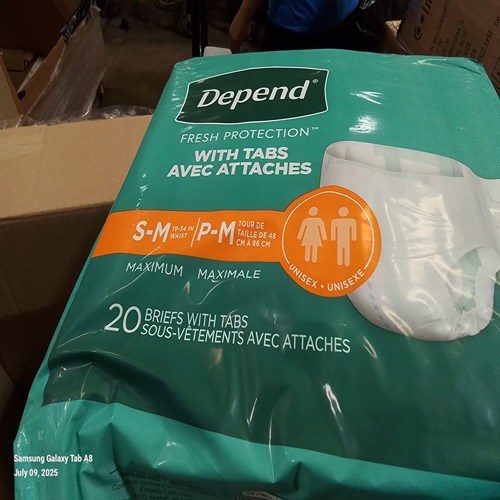 Depend®
FRESH PROTECTION™
WITH TABS
AVEC ATTACHES
S-M 19-34 IN WAIST / P-M TOUR DE TAILLE DE 48 CM À 86 CM
UNISEX • UNISEXE
MAXIMUM MAXIMALE
20 BRIEFS WITH TABS
SOUS-VÊTEMENTS AVEC ATTACHES
Samsung Galaxy Tab A8
July 09, 2025